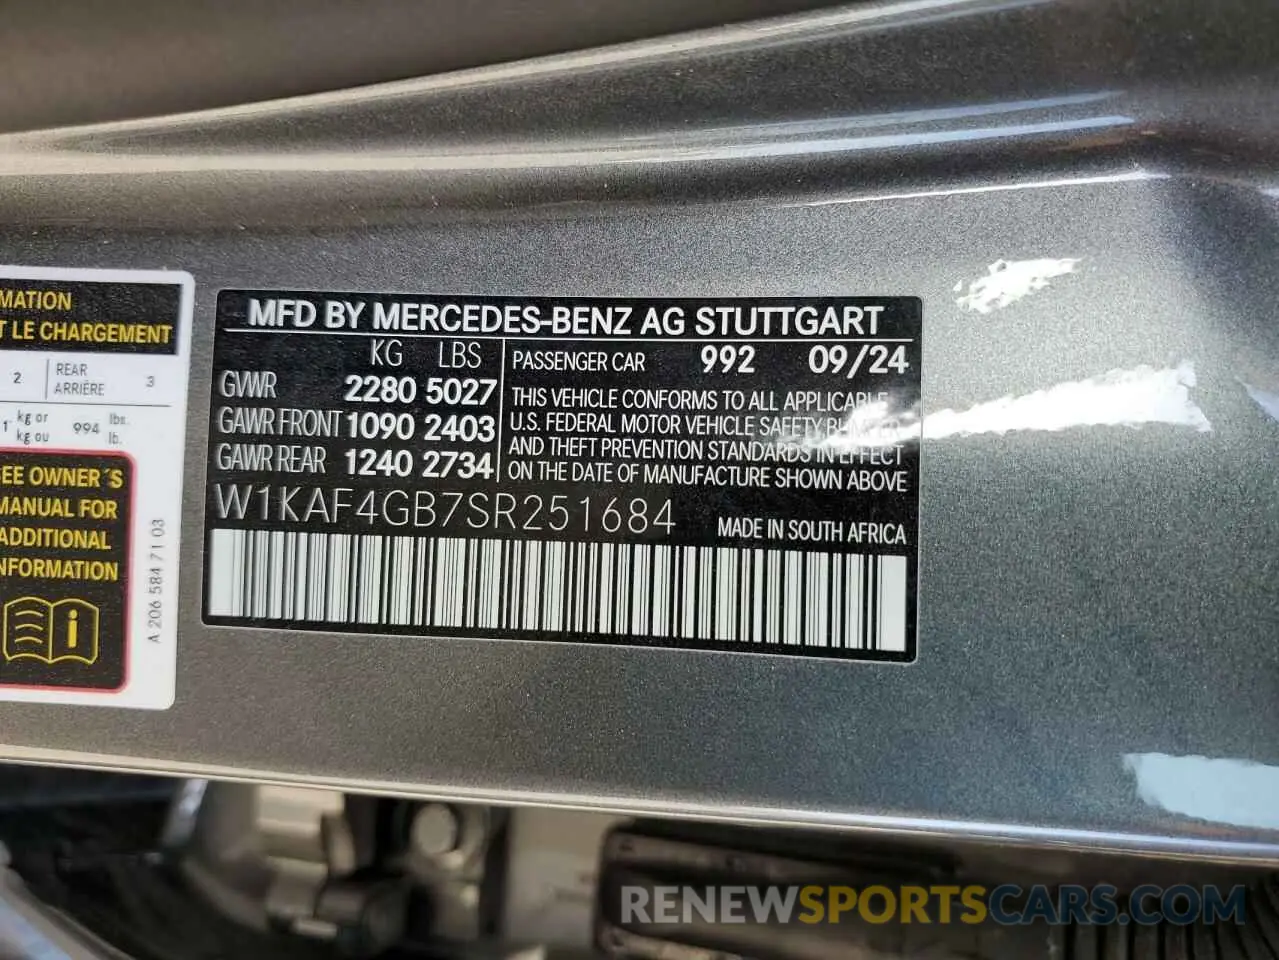 MATION
T LE CHARGEMENT
2 REAR ARRIÈRE 3
kg or 994 lbs.
kg ou lb.
EE OWNER´S
MANUAL FOR
ADDITIONAL
NFORMATION
i
A 206 584 71 03
MFD BY MERCEDES-BENZ AG STUTTGART
KG LBS
GVWR 2280 5027
GAWR FRONT 1090 2403
GAWR REAR 1240 2734
PASSENGER CAR 992 09/24
THIS VEHICLE CONFORMS TO ALL APPLICABLE
U.S. FEDERAL MOTOR VEHICLE SAFETY, BUMPER
AND THEFT PREVENTION STANDARDS IN EFFECT
ON THE DATE OF MANUFACTURE SHOWN ABOVE
W1KAF4GB7SR251684
MADE IN SOUTH AFRICA
RENEWSPORTSCARS.COM